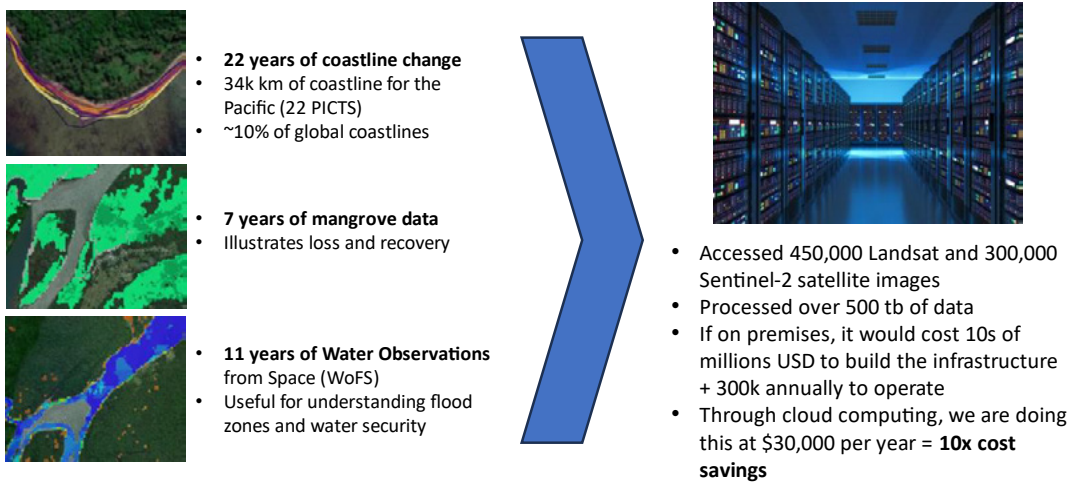 • 22 years of coastline change
• 34k km of coastline for the
Pacific (22 PICTS)
• ~10% of global coastlines
• 7 years of mangrove data
• Illustrates loss and recovery
• 11 years of Water Observations
from Space (WoFS)
• Useful for understanding flood
zones and water security
• Accessed 450,000 Landsat and 300,000
Sentinel-2 satellite images
• Processed over 500 tb of data
• If on premises, it would cost 10s of
millions USD to build the infrastructure
+ 300k annually to operate
• Through cloud computing, we are doing
this at $30,000 per year = 10x cost
savings